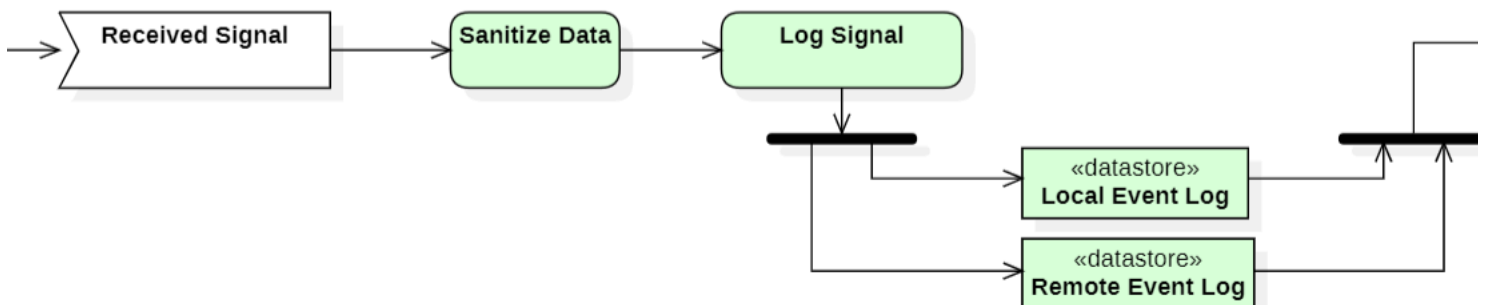 Received Signal
Sanitize Data
Log Signal
«datastore»
Local Event Log
«datastore»
Remote Event Log